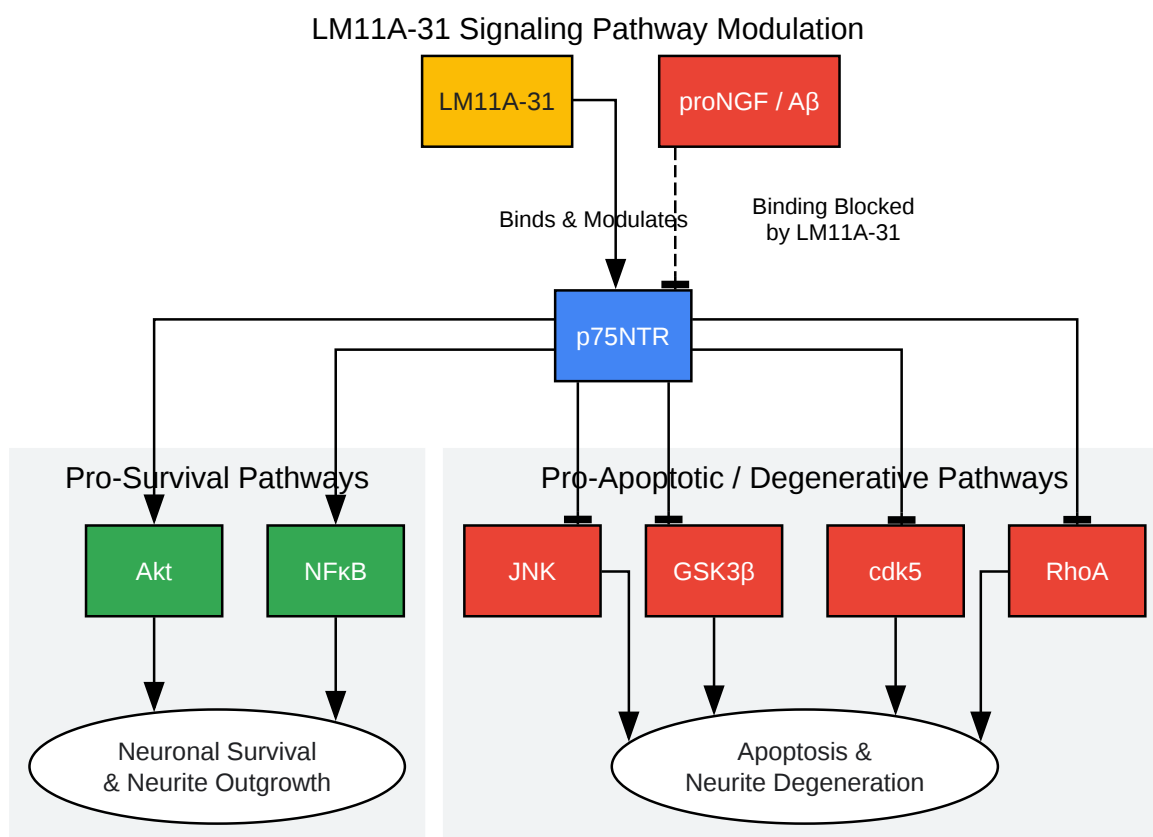 LM11A-31 Signaling Pathway Modulation
LM11A-31
proNGF / Aβ
Binds & Modulates
Binding Blocked
by LM11A-31
p75NTR
Pro-Survival Pathways
Pro-Apoptotic / Degenerative Pathways
Akt
NFκB
JNK
GSK3β
cdk5
RhoA
Neuronal Survival
& Neurite Outgrowth
Apoptosis &
Neurite Degeneration